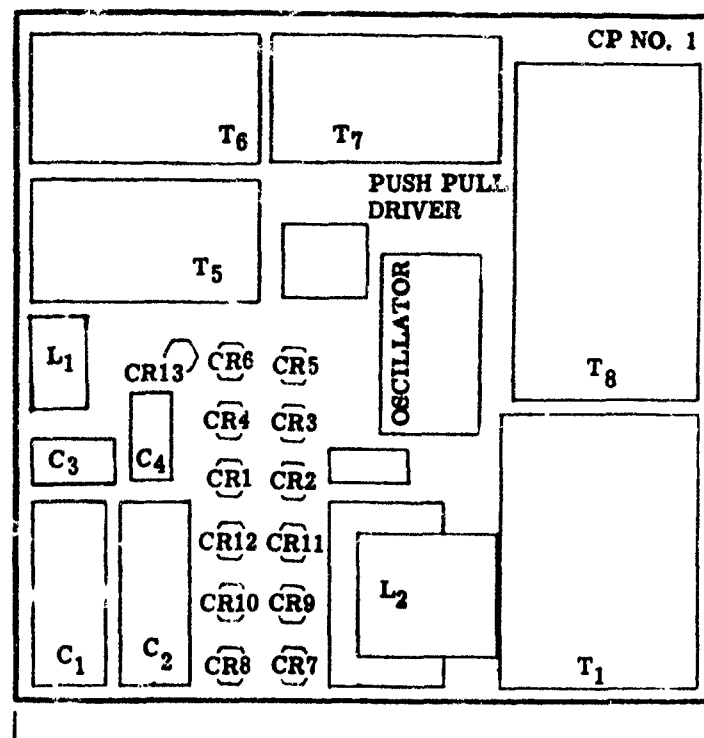 CP NO. 1
T6
T7
PUSH PULL
DRIVER
T5
OSCILLATOR
L1
CR13
CR6
CR5
T8
CR4
CR3
C3
C4
CR1
CR2
CR12
CR11
CR10
CR9
L2
C1
C2
CR8
CR7
T1